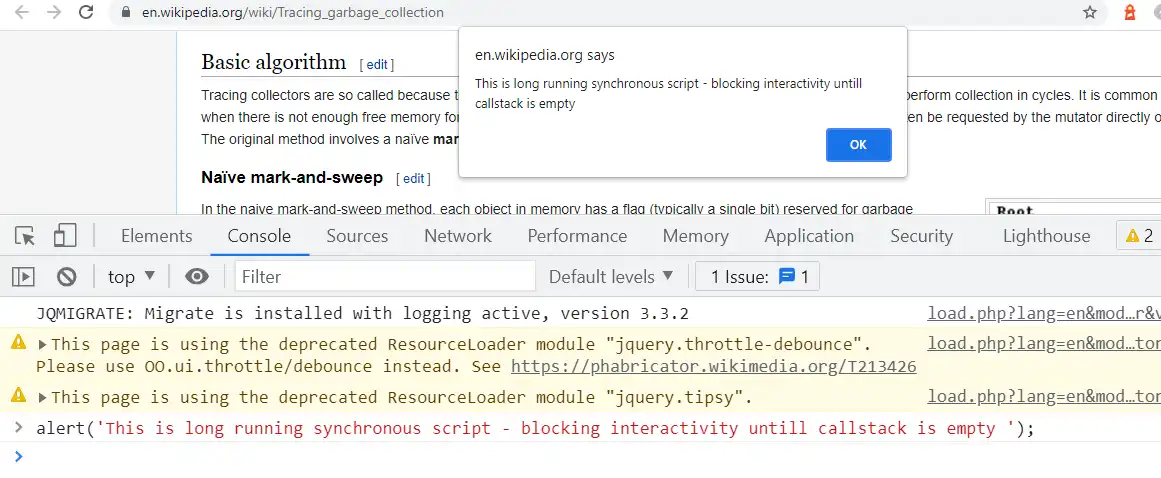 en.wikipedia.org/wiki/Tracing_garbage_collection
en.wikipedia.org says
This is long running synchronous script - blocking interactivity untill
callstack is empty
OK
Basic algorithm [ edit ]
Tracing collectors are so called because t erform collection in cycles. It is common
when there is not enough free memory for en be requested by the mutator directly o
The original method involves a naïve mar
Naïve mark-and-sweep [ edit ]
In the naive mark-and-sweep method, each object in memory has a flag (typically a single bit) reserved for garbage
Root
Elements Console Sources Network Performance Memory Application Security Lighthouse 2
top ▼ Filter Default levels ▼ 1 Issue: 1
JQMIGRATE: Migrate is installed with logging active, version 3.3.2 load.php?lang=en&mod…r&v
▶This page is using the deprecated ResourceLoader module "jquery.throttle-debounce". load.php?lang=en&mod…tor
Please use OO.ui.throttle/debounce instead. See https://phabricator.wikimedia.org/T213426
▶This page is using the deprecated ResourceLoader module "jquery.tipsy". load.php?lang=en&mod…tor
> alert('This is long running synchronous script - blocking interactivity untill callstack is empty ');
>